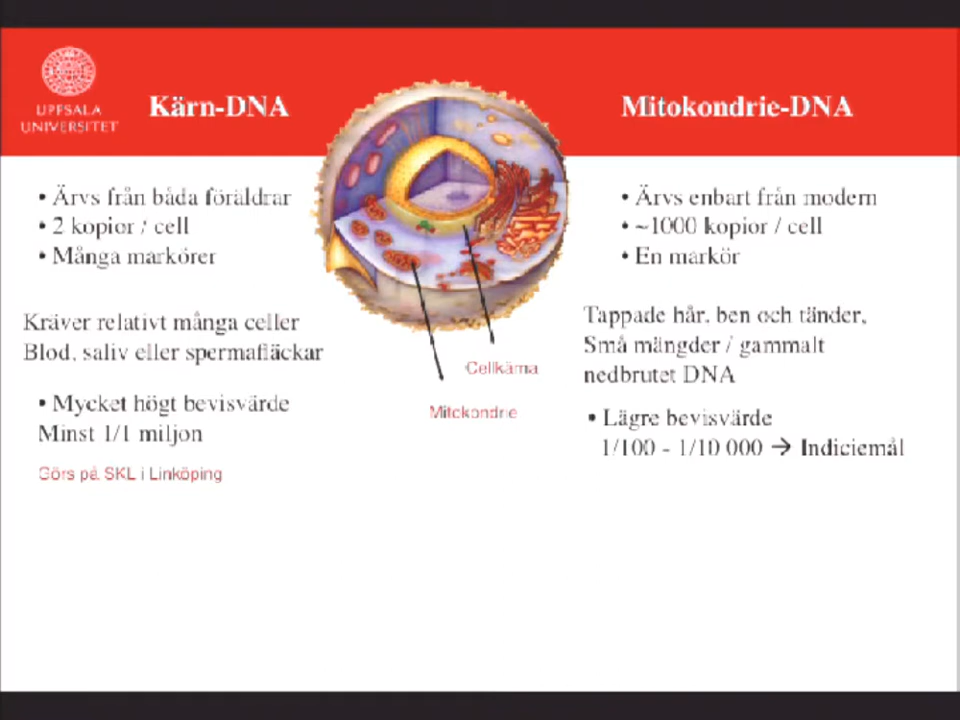 UPPSALA
UNIVERSITET
Kärn-DNA
• Ärvs från båda föräldrar
• 2 kopior / cell
• Många markörer
Kräver relativt många celler
Blod, saliv eller spermafläckar
• Mycket högt bevisvärde
Minst 1/1 miljon
Görs på SKL i Linköping
Cellkärna
Mitokondrie
Mitokondrie-DNA
• Ärvs enbart från modern
• ~1000 kopior / cell
• En markör
Tappade hår, ben och tänder,
Små mängder / gammalt
nedbrutet DNA
• Lägre bevisvärde
1/100 - 1/10 000 → Indiciemål